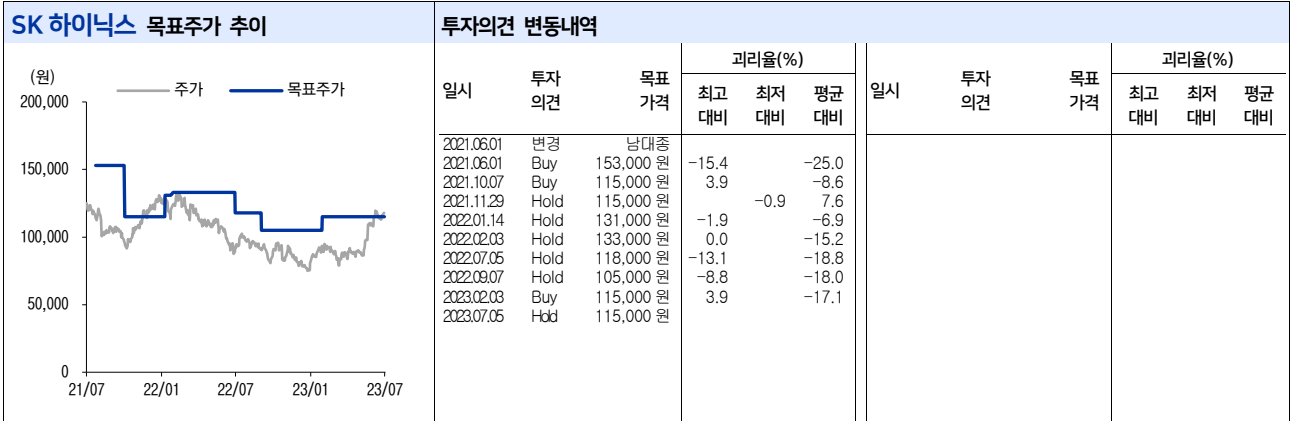 SK 하이닉스 목표주가 추이
(원)
주가 목표주가
200,000
150,000
100,000
50,000
0
21/07 22/01 22/07 23/01 23/07
투자의견 변동내역
일시 투자의견 목표가격 괴리율(%)
최고대비 최저대비 평균대비
일시 투자의견 목표가격 괴리율(%)
최고대비 최저대비 평균대비
2021.06.01 변경 남대종
2021.06.01 Buy 153,000 원 -15.4 -25.0
2021.10.07 Buy 115,000 원 3.9 -8.6
2021.11.29 Hold 115,000 원 -0.9 7.6
2022.01.14 Hold 131,000 원 -1.9 -6.9
2022.02.03 Hold 133,000 원 0.0 -15.2
2022.07.05 Hold 118,000 원 -13.1 -18.8
2022.09.07 Hold 105,000 원 -8.8 -18.0
2023.02.03 Buy 115,000 원 3.9 -17.1
2023.07.05 Hold 115,000 원